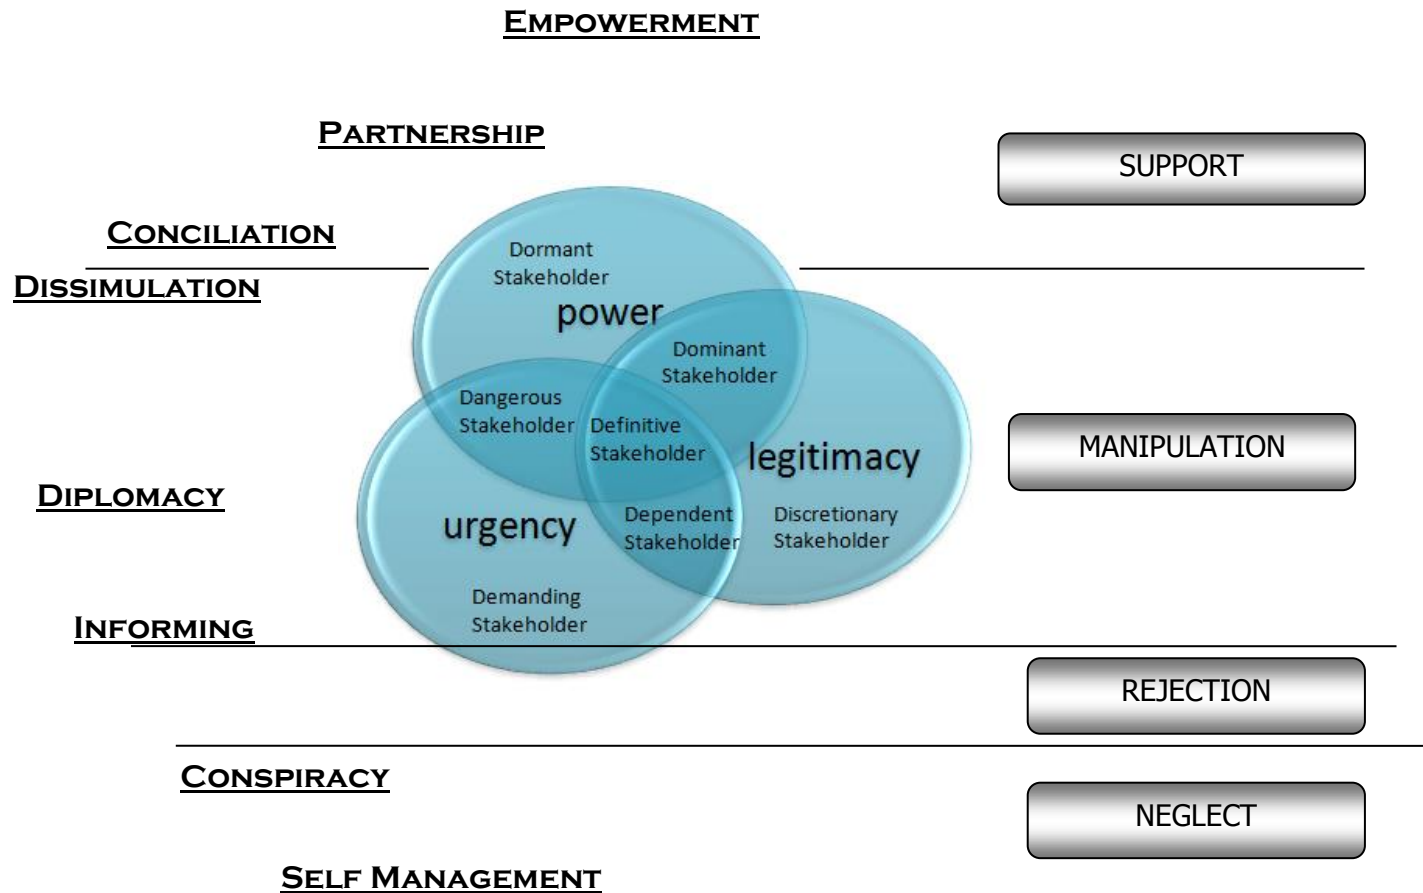 EMPOWERMENT
PARTNERSHIP
SUPPORT
CONCILIATION
Dormant
Stakeholder
DISSIMULATION
power
Dominant
Stakeholder
Dangerous
Stakeholder
Definitive
Stakeholder
legitimacy
MANIPULATION
DIPLOMACY
urgency
Dependent
Stakeholder
Discretionary
Stakeholder
Demanding
Stakeholder
INFORMING
REJECTION
CONSPIRACY
NEGLECT
SELF MANAGEMENT